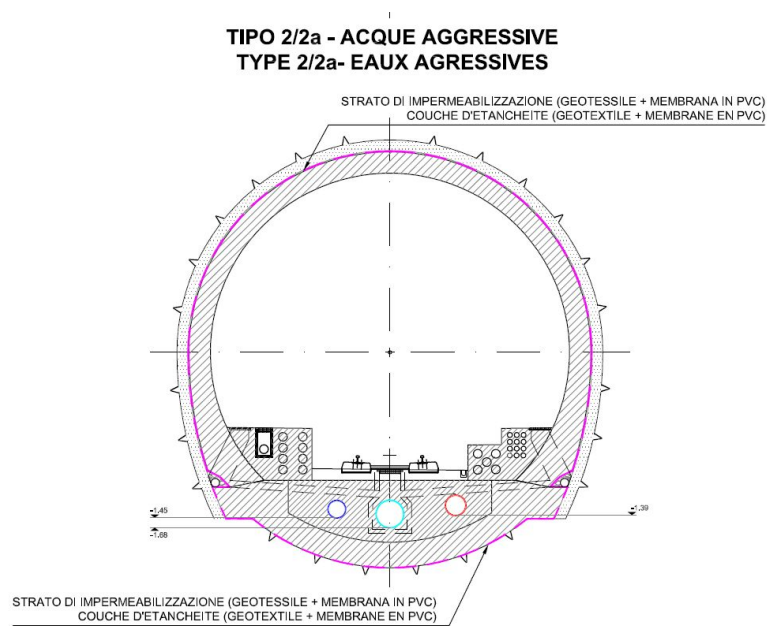 TIPO 2/2a - ACQUE AGGRESSIVE
TYPE 2/2a- EAUX AGRESSIVES
STRATO DI IMPERMEABILIZZAZIONE (GEOTESSILE + MEMBRANA IN PVC)
COUCHE D'ETANCHEITE (GEOTEXTILE + MEMBRANE EN PVC)
-1.45
-1.39
-1.68
STRATO DI IMPERMEABILIZZAZIONE (GEOTESSILE + MEMBRANA IN PVC)
COUCHE D'ETANCHEITE (GEOTEXTILE + MEMBRANE EN PVC)